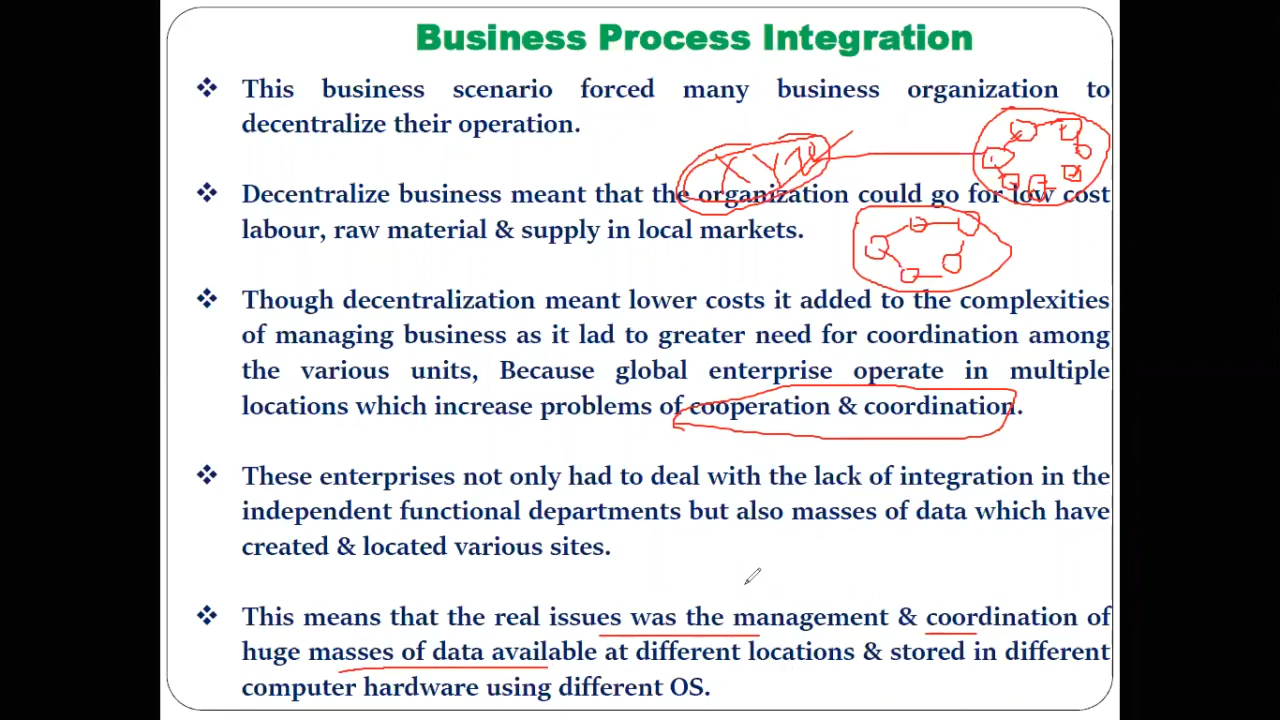 Business Process Integration
❖ This business scenario forced many business organization to
decentralize their operation.
XYZ
❖ Decentralize business meant that the organization could go for low cost
labour, raw material & supply in local markets.
❖ Though decentralization meant lower costs it added to the complexities
of managing business as it lad to greater need for coordination among
the various units, Because global enterprise operate in multiple
locations which increase problems of cooperation & coordination.
❖ These enterprises not only had to deal with the lack of integration in the
independent functional departments but also masses of data which have
created & located various sites.
❖ This means that the real issues was the management & coordination of
huge masses of data available at different locations & stored in different
computer hardware using different OS.